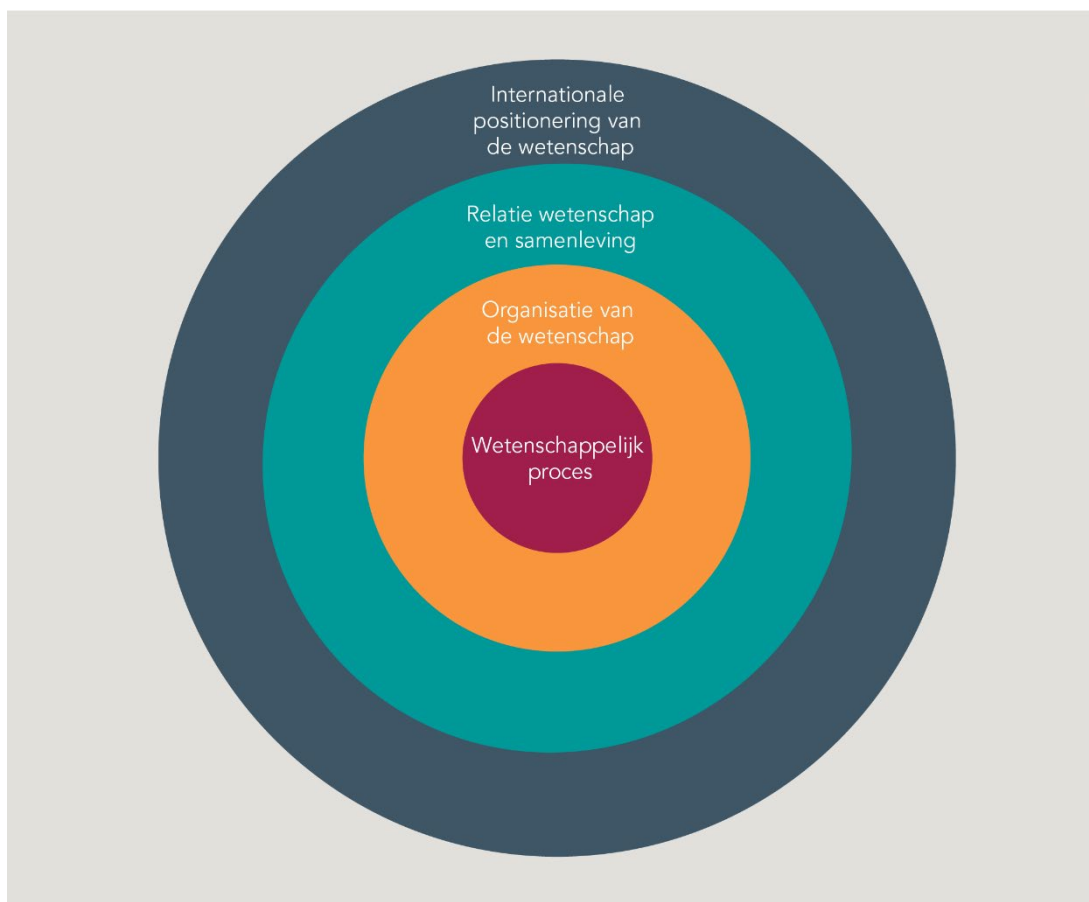 Internationale
positionering van
de wetenschap
Relatie wetenschap
en samenleving
Organisatie van
de wetenschap
Wetenschappelijk
proces